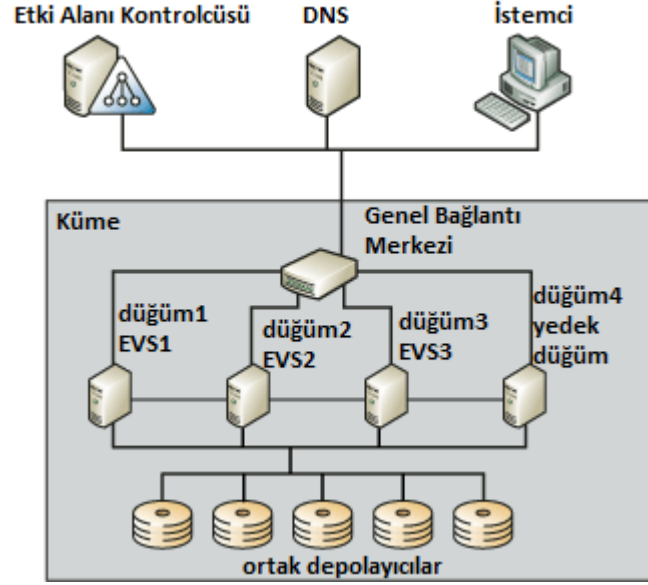 Etki Alanı Kontrolcüsü
DNS
İstemci
Küme
Genel Bağlantı
Merkezi
düğüm1
EVS1
düğüm2
EVS2
düğüm3
EVS3
düğüm4
yedek
düğüm
ortak depolayıcılar